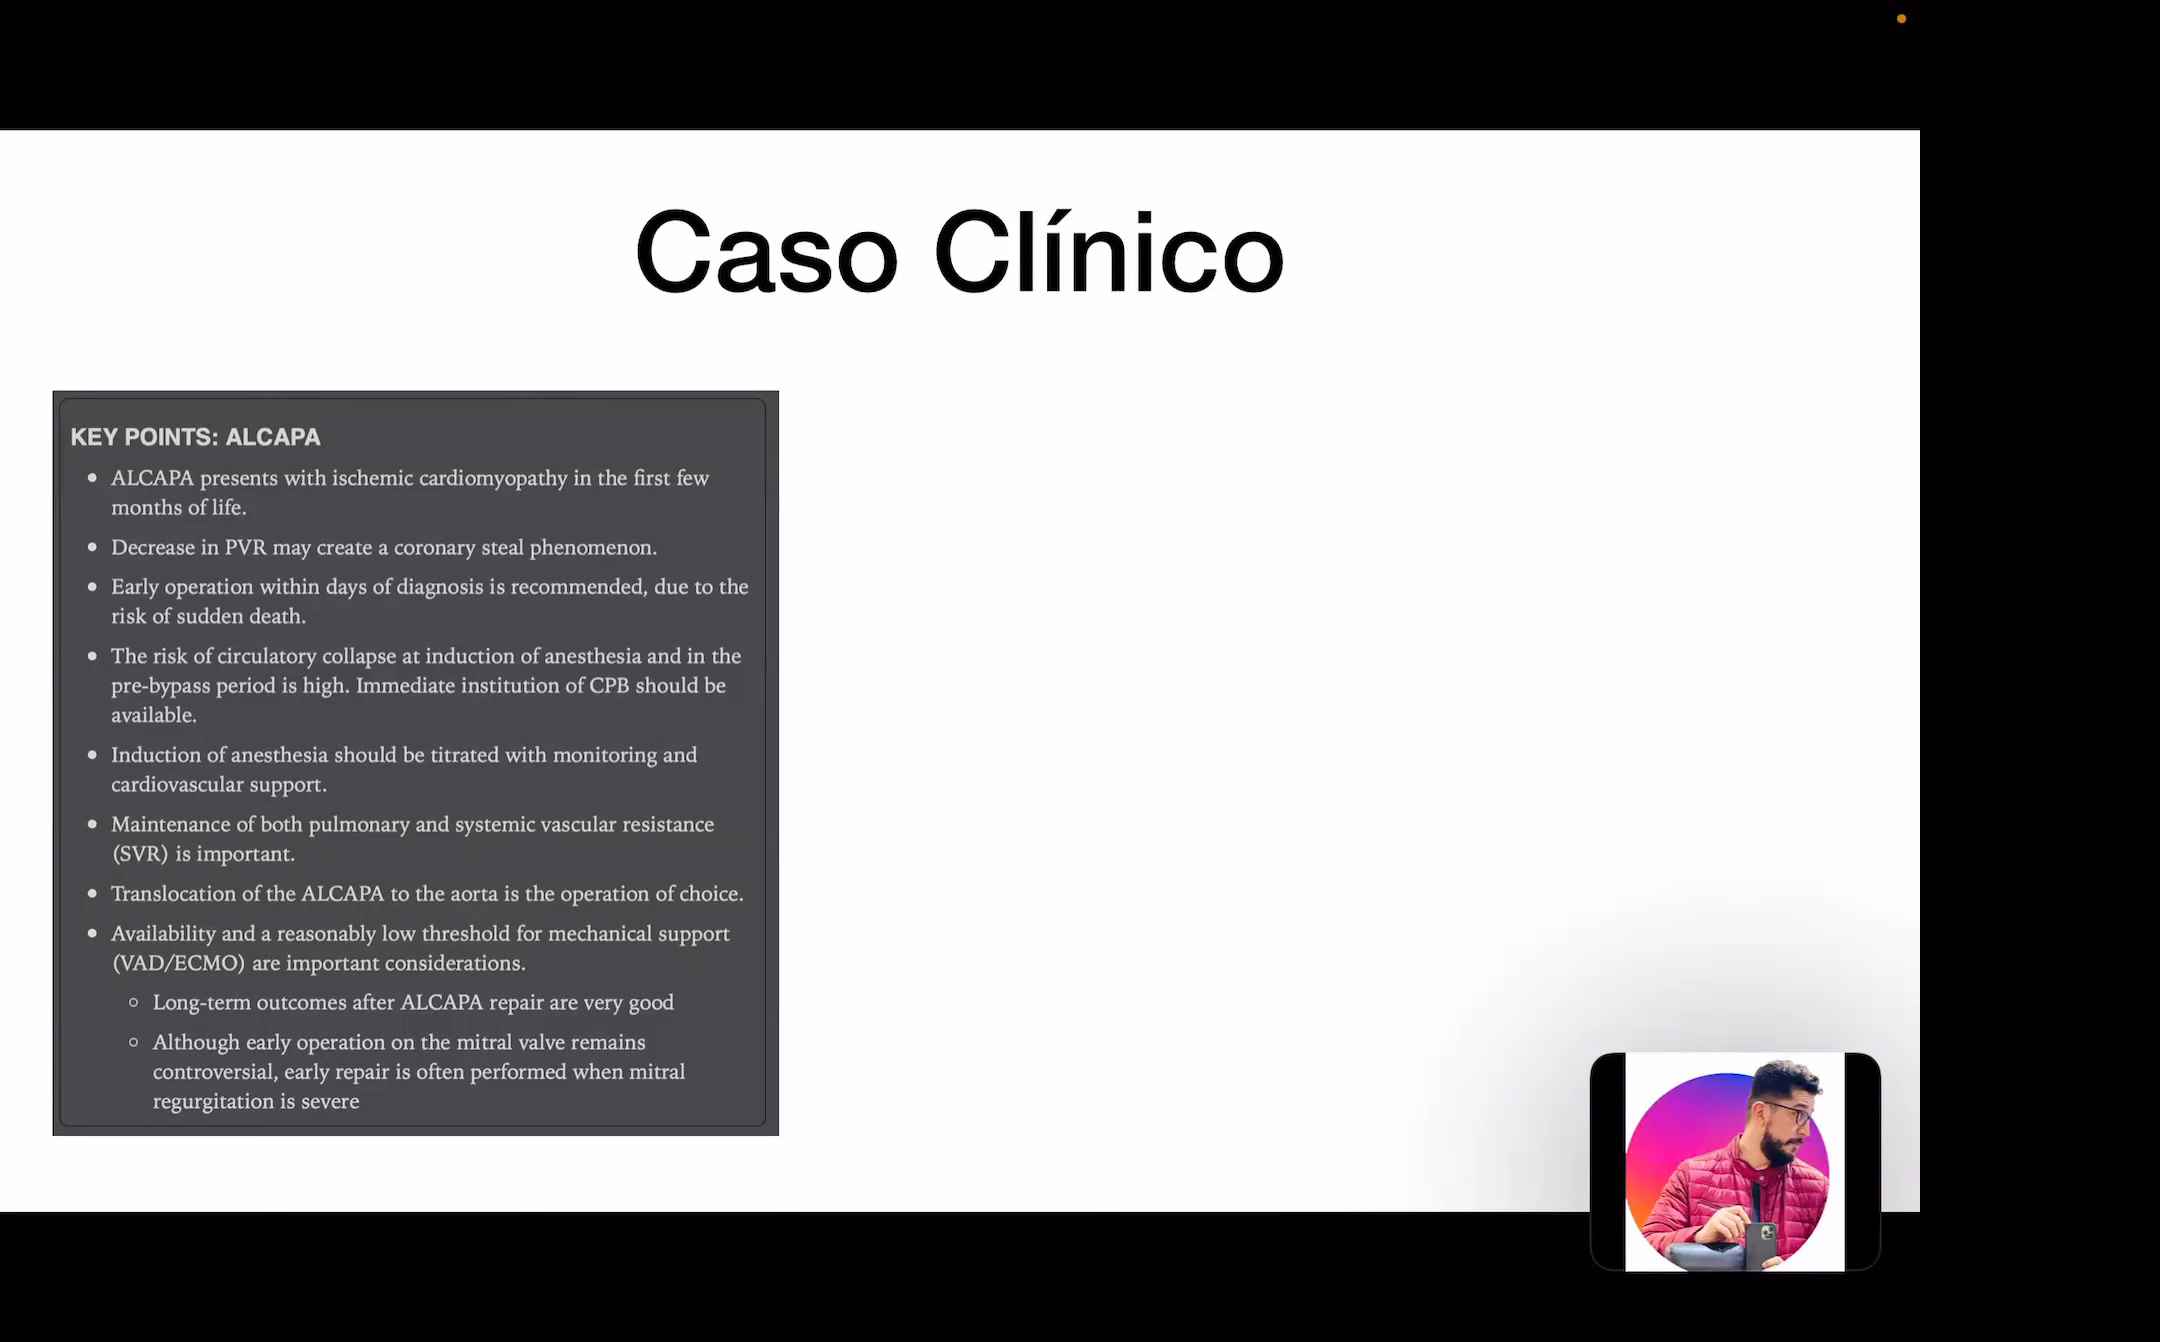 Caso Clínico
KEY POINTS: ALCAPA
• ALCAPA presents with ischemic cardiomyopathy in the first few
months of life.
• Decrease in PVR may create a coronary steal phenomenon.
• Early operation within days of diagnosis is recommended, due to the
risk of sudden death.
• The risk of circulatory collapse at induction of anesthesia and in the
pre-bypass period is high. Immediate institution of CPB should be
available.
• Induction of anesthesia should be titrated with monitoring and
cardiovascular support.
• Maintenance of both pulmonary and systemic vascular resistance
(SVR) is important.
• Translocation of the ALCAPA to the aorta is the operation of choice.
• Availability and a reasonably low threshold for mechanical support
(VAD/ECMO) are important considerations.
◦ Long-term outcomes after ALCAPA repair are very good
◦ Although early operation on the mitral valve remains
controversial, early repair is often performed when mitral
regurgitation is severe